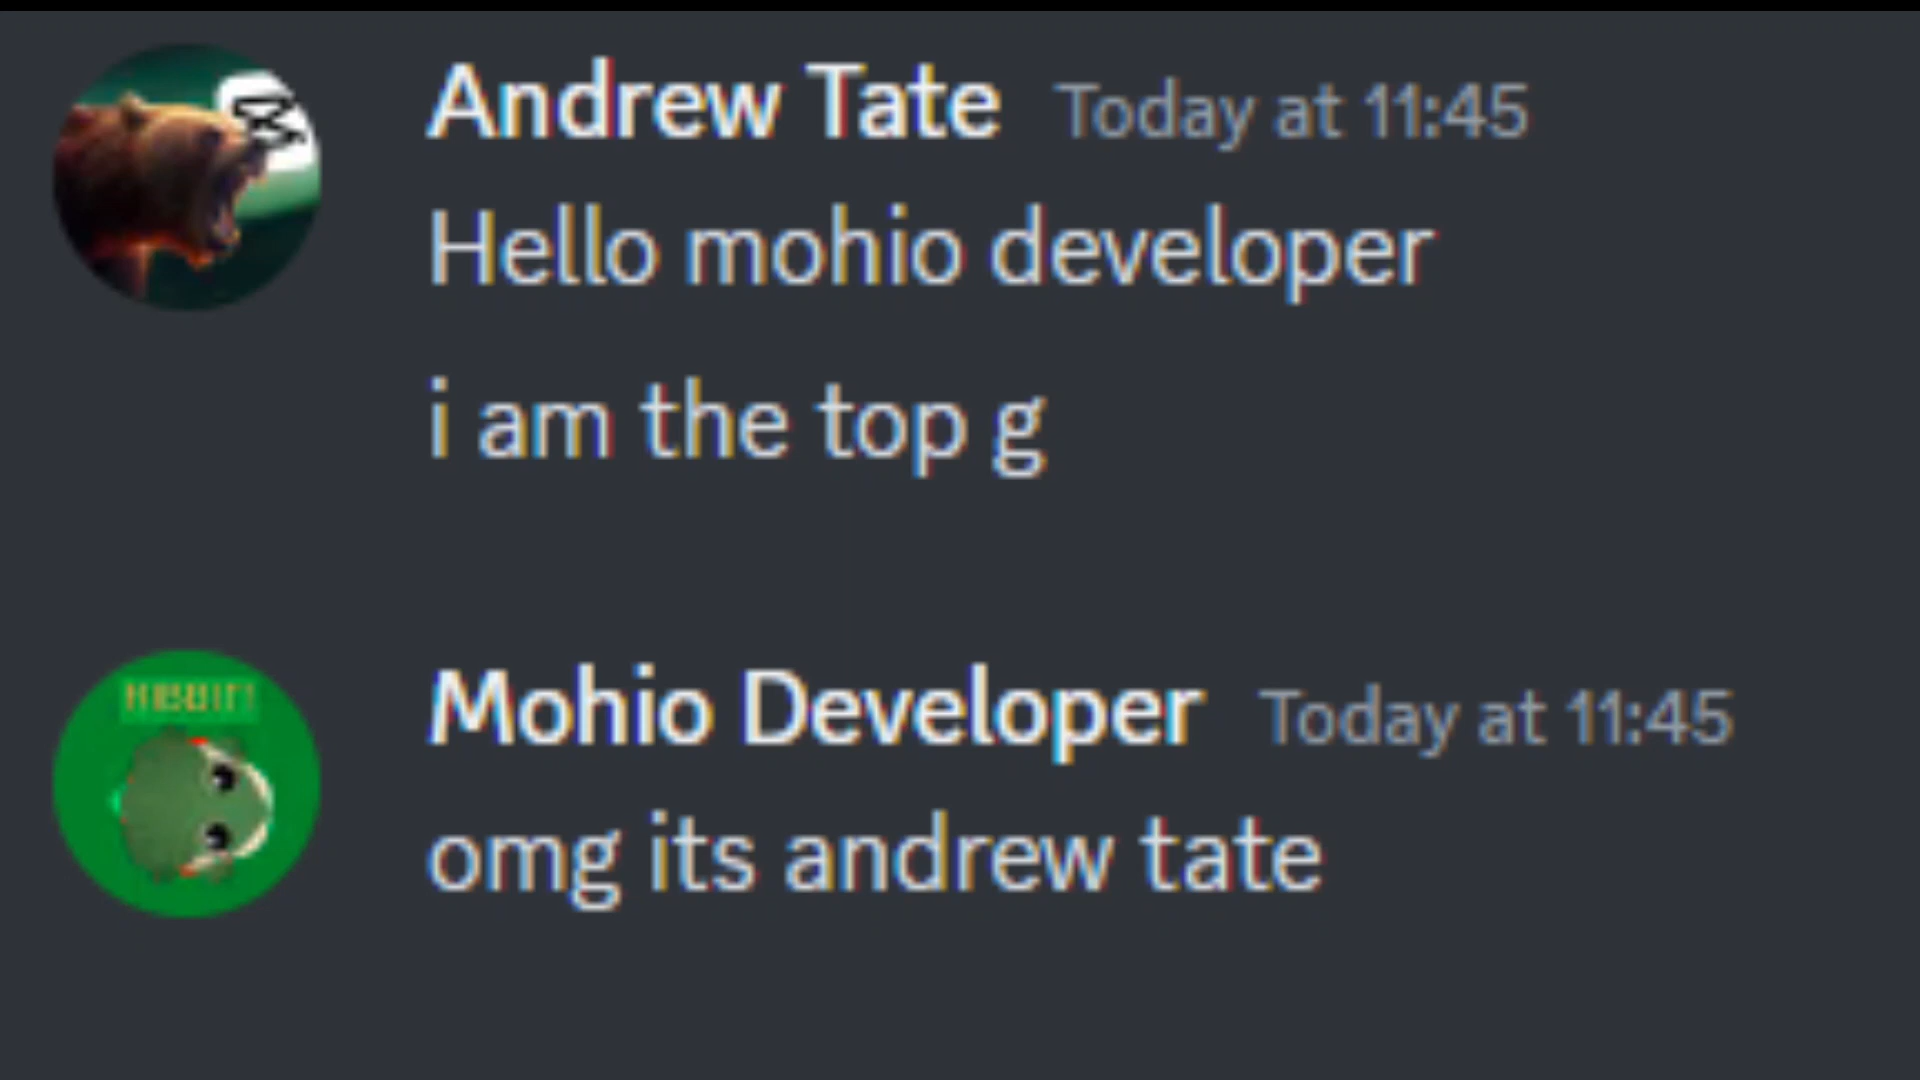 Andrew Tate Today at 11:45
Hello mohio developer
i am the top g
Mohio Developer Today at 11:45
omg its andrew tate